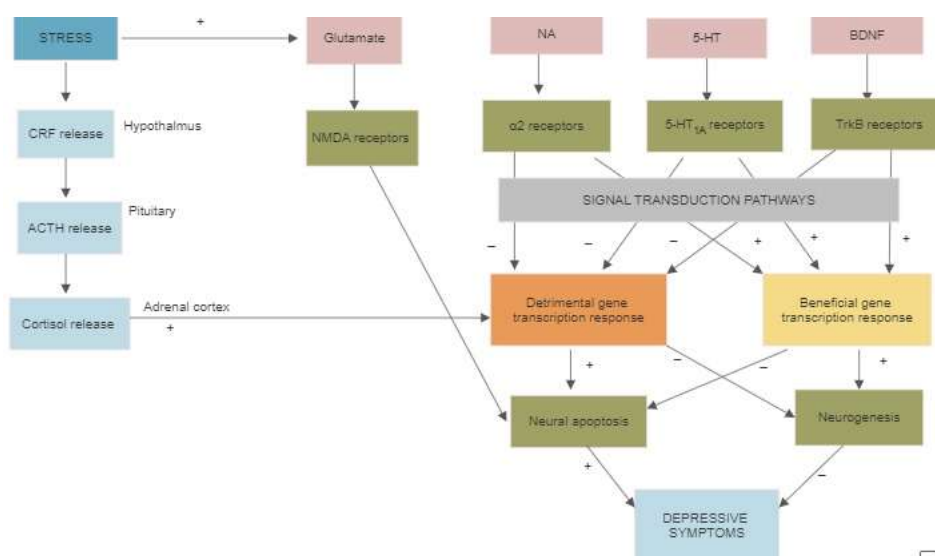 STRESS
+
Glutamate
NA
5-HT
BDNF
CRF release
Hypothalmus
NMDA receptors
α2 receptors
5-HT1A receptors
TrkB receptors
SIGNAL TRANSDUCTION PATHWAYS
ACTH release
Pituitary
– – – + + +
Cortisol release
Adrenal cortex
+
Detrimental gene
transcription response
Beneficial gene
transcription response
+ – – +
Neural apoptosis
Neurogenesis
+ –
DEPRESSIVE
SYMPTOMS